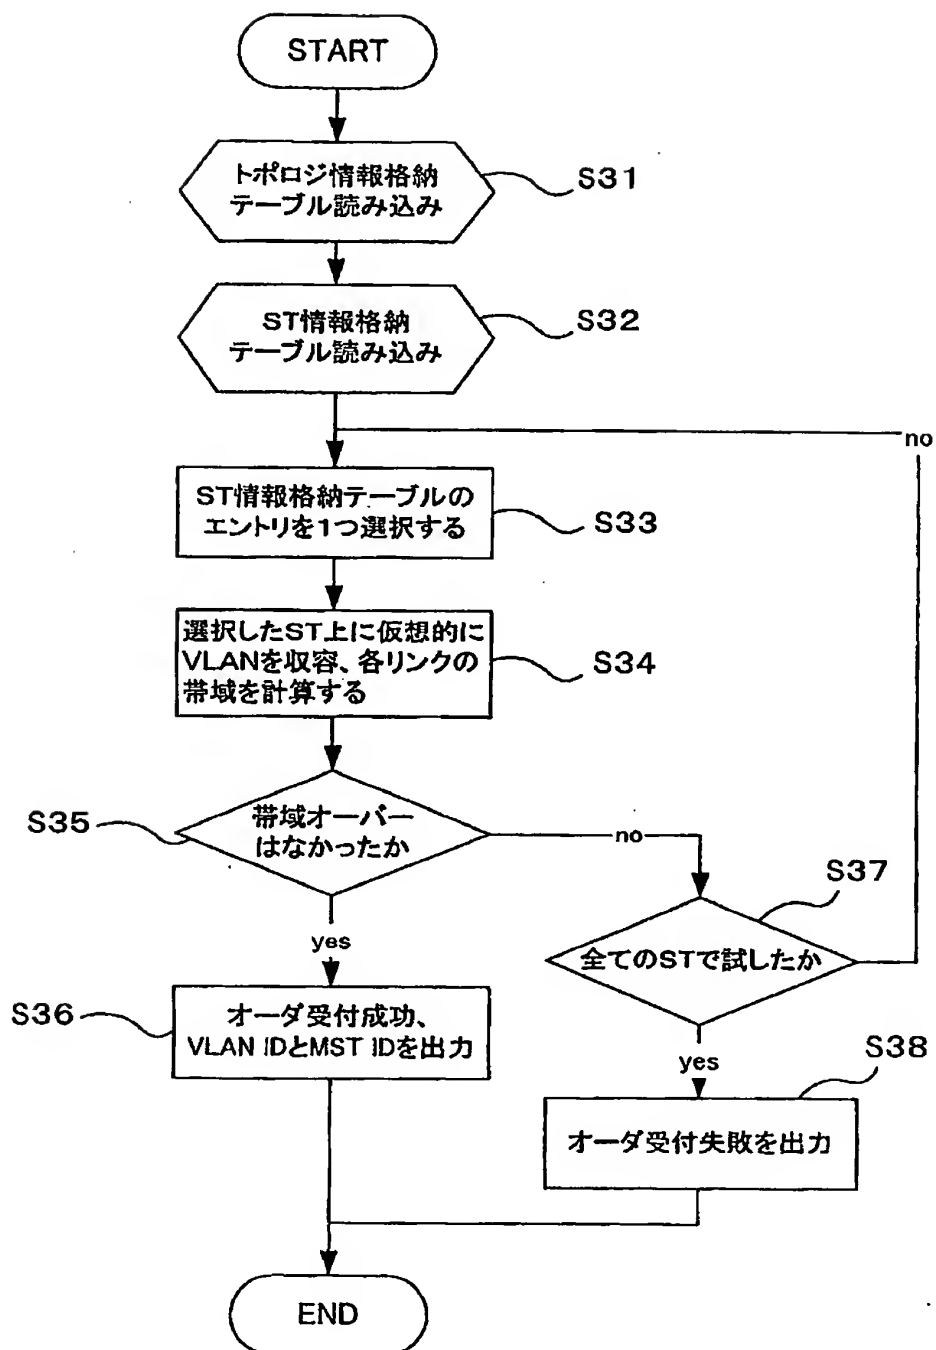 START
トポロジ情報格納
テーブル読み込み
S31
ST情報格納
テーブル読み込み
S32
no
ST情報格納テーブルの
エントリを1つ選択する
S33
選択したST上に仮想的に
VLANを収容、各リンクの
帯域を計算する
S34
S35
帯域オーバー
はなかったか
no
S37
全てのSTで試したか
yes
S36
オーダ受付成功、
VLAN IDとMST IDを出力
yes
S38
オーダ受付失敗を出力
END